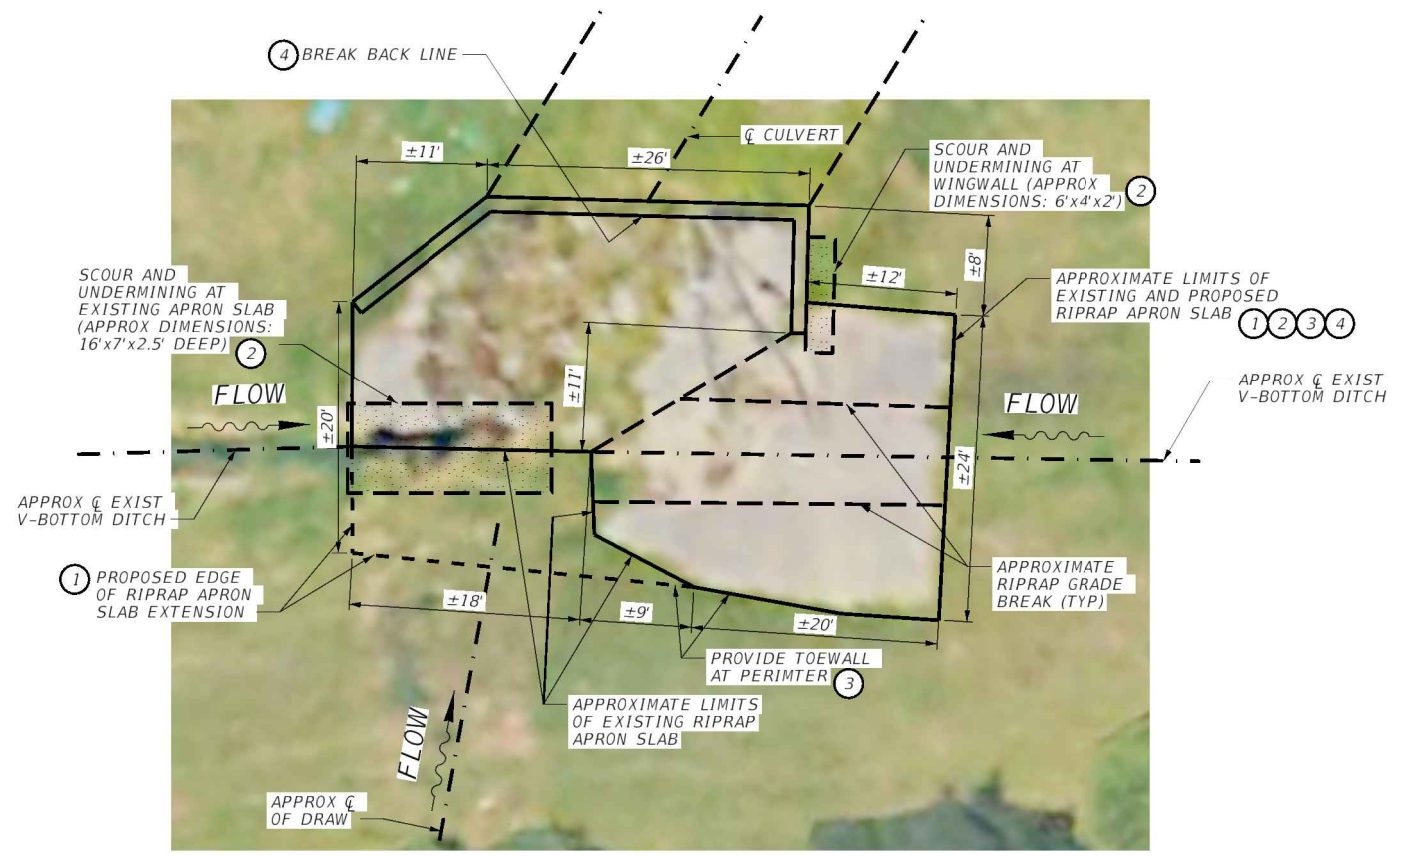 4 BREAK BACK LINE
℄ CULVERT
±11'
±26'
SCOUR AND
UNDERMINING AT
WINGWALL (APPROX
DIMENSIONS: 6'x4'x2')
2
±8'
±12'
SCOUR AND
UNDERMINING AT
EXISTING APRON SLAB
(APPROX DIMENSIONS:
16'x7'x2.5' DEEP)
2
APPROXIMATE LIMITS OF
EXISTING AND PROPOSED
RIPRAP APRON SLAB
1 2 3 4
FLOW
±20'
±11'
FLOW
APPROX ℄ EXIST
V-BOTTOM DITCH
±24'
APPROX ℄ EXIST
V-BOTTOM DITCH
1 PROPOSED EDGE
OF RIPRAP APRON
SLAB EXTENSION
APPROXIMATE
RIPRAP GRADE
BREAK (TYP)
±18'
±9'
±20'
PROVIDE TOEWALL
AT PERIMTER 3
APPROXIMATE LIMITS
OF EXISTING RIPRAP
APRON SLAB
FLOW
APPROX ℄
OF DRAW